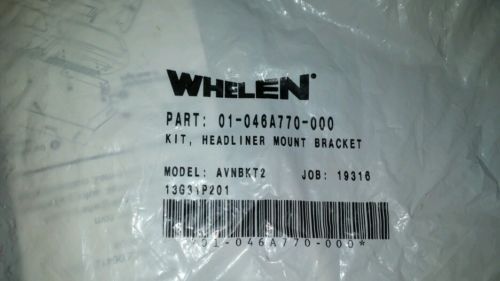 WHELEN®
PART: 01-046A770-000
KIT, HEADLINER MOUNT BRACKET
MODEL: AVNBKT2 JOB: 19316
13G31P201
*01-046A770-000*